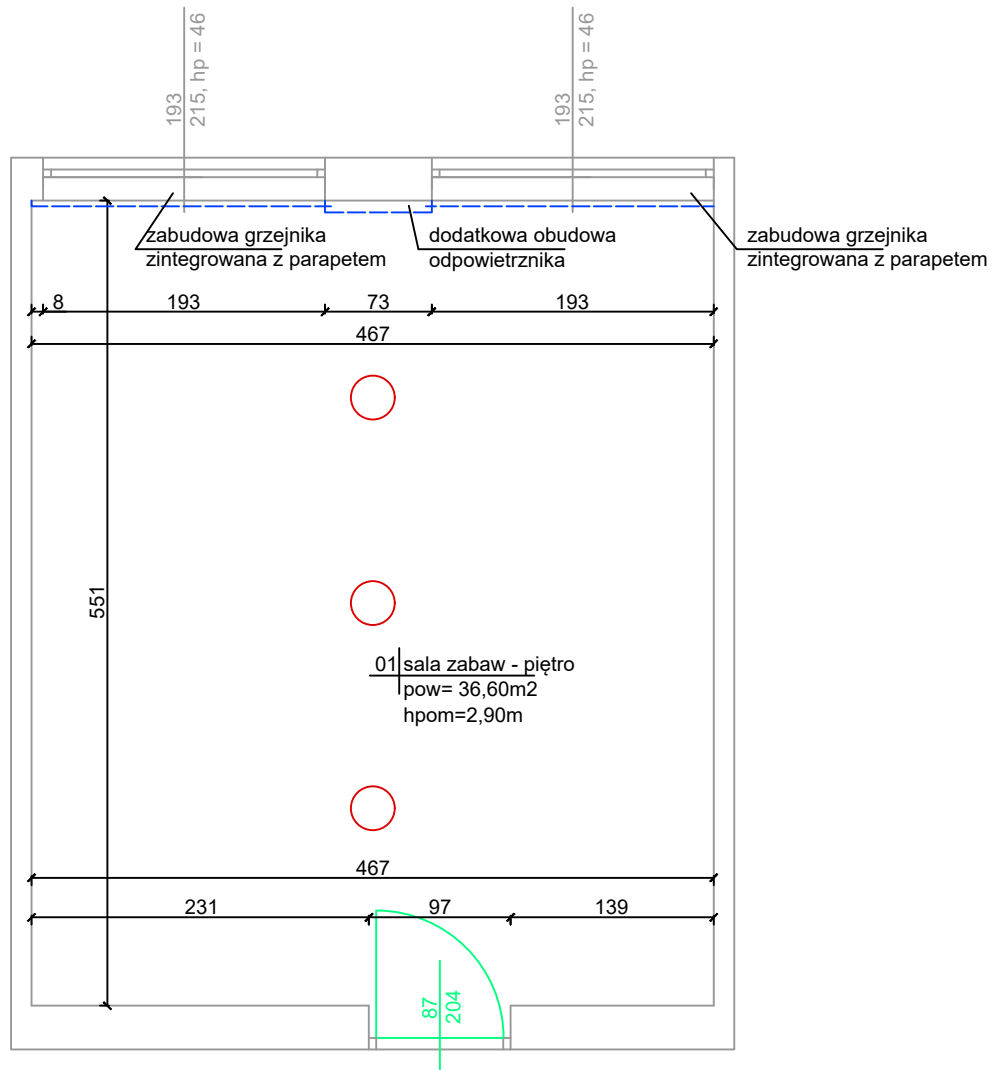 193
215, hp = 46
193
215, hp = 46
zabudowa grzejnika
zintegrowana z parapetem
dodatkowa obudowa
odpowietrznika
zabudowa grzejnika
zintegrowana z parapetem
8
193
73
193
467
551
01 sala zabaw - piętro
pow= 36,60m2
hpom=2,90m
467
231
97
139
87
204